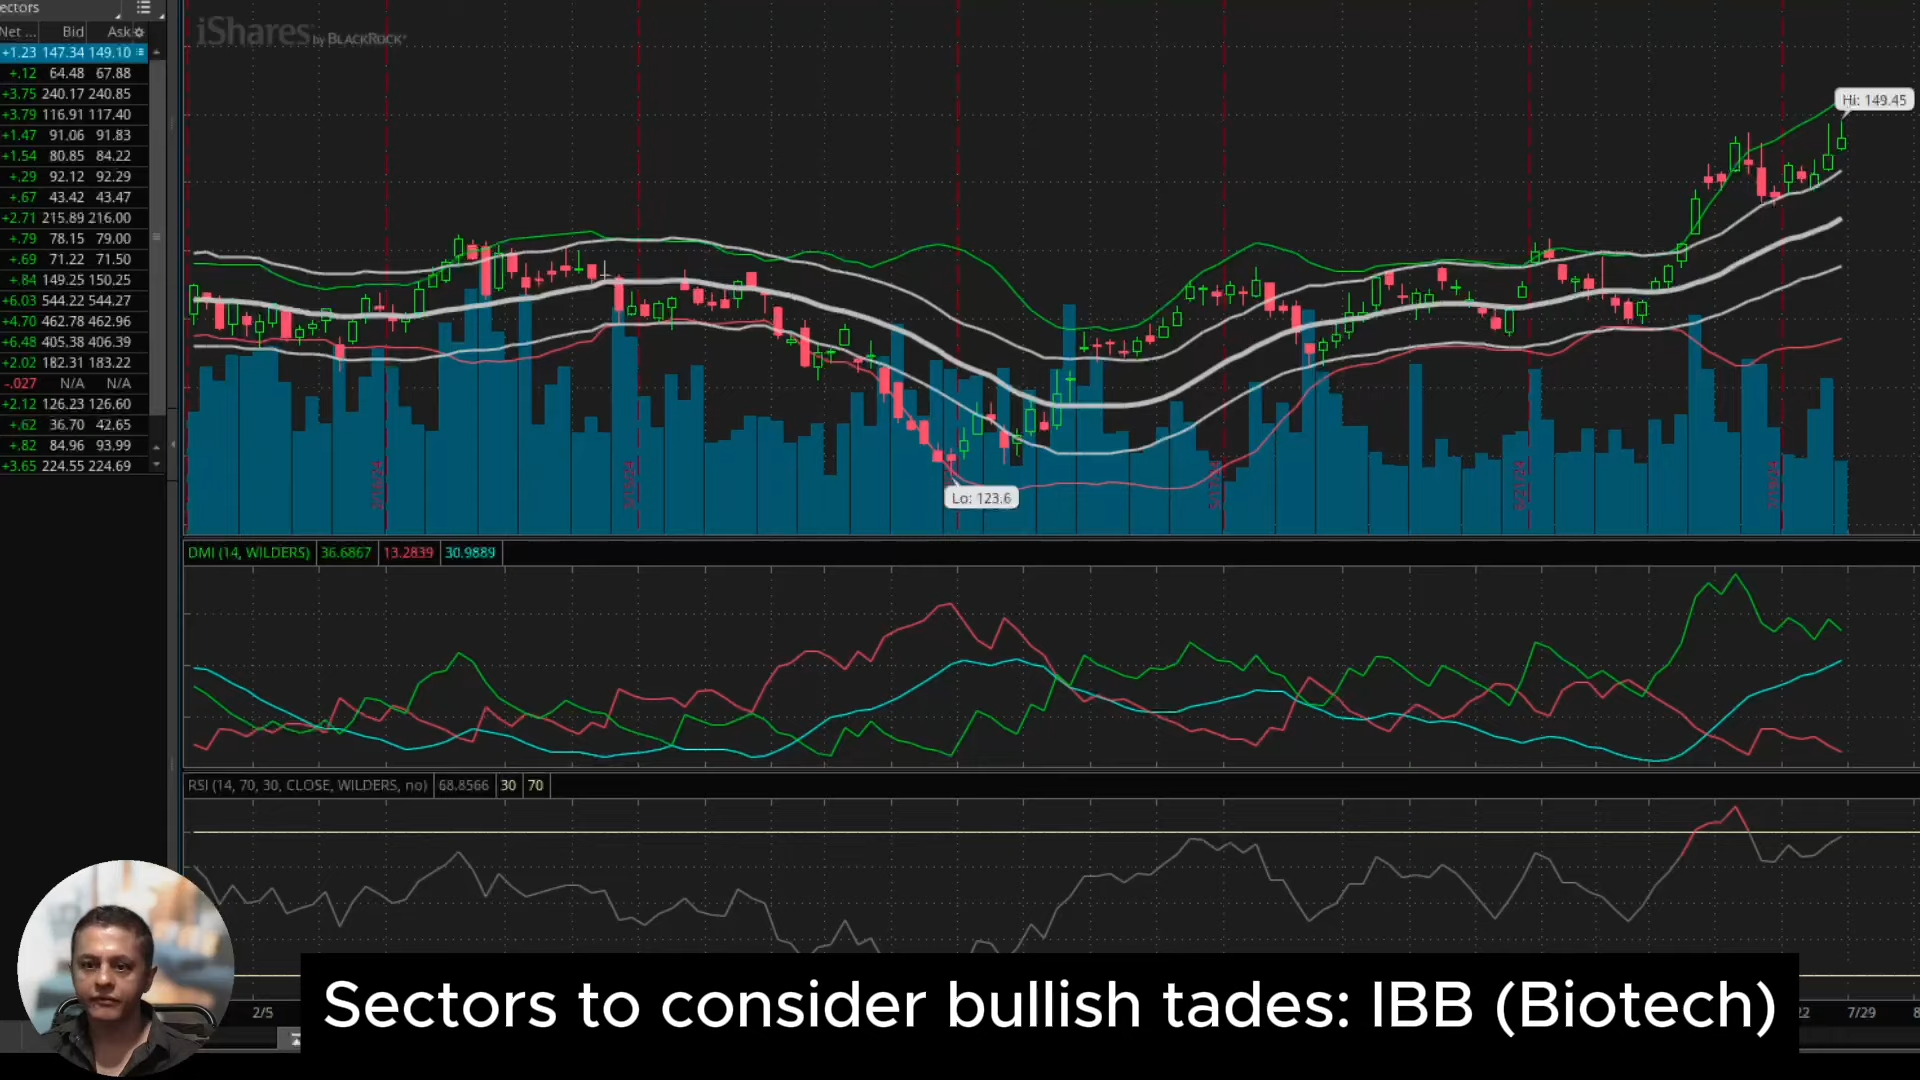 ectors
Net ... Bid Ask
+1.23 147.34 149.10
+.12 64.48 67.88
+3.75 240.17 240.85
+3.79 116.91 117.40
+1.47 91.06 91.83
+1.54 80.85 84.22
+.29 92.12 92.29
+.67 43.42 43.47
+2.71 215.89 216.00
+.79 78.15 79.00
+.69 71.22 71.50
+.84 149.25 150.25
+6.03 544.22 544.27
+4.70 462.78 462.96
+6.48 405.38 406.39
+2.02 182.31 183.22
-.027 N/A N/A
+2.12 126.23 126.60
+.62 36.70 42.65
+.82 84.96 93.99
+3.65 224.55 224.69
iShares by BLACKROCK
Hi: 149.45
Lo: 123.6
DMI (14, WILDERS) 36.6867 13.2839 30.9889
RSI (14, 70, 30, CLOSE, WILDERS, no) 68.8566 30 70
2/5 22 7/29 8
Sectors to consider bullish tades: IBB (Biotech)